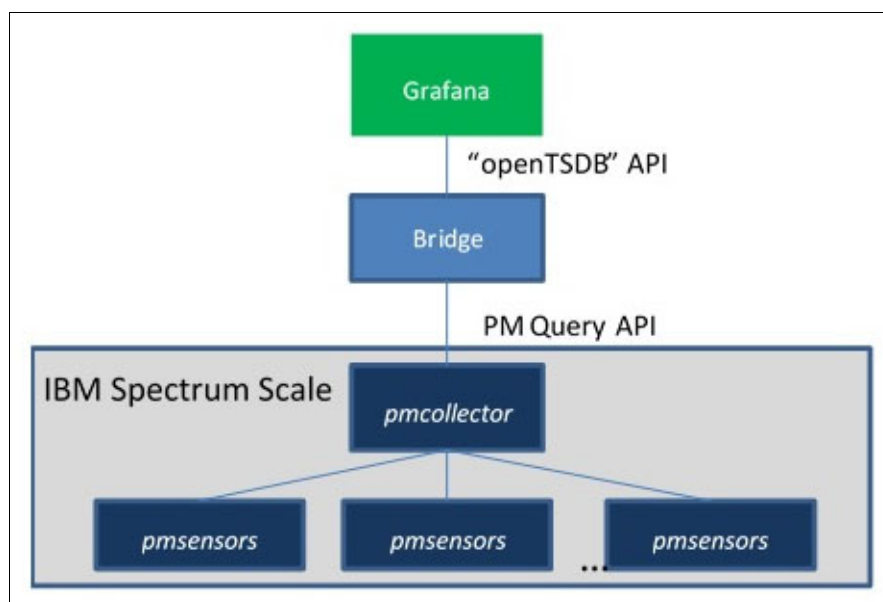 Grafana
“openTSDB” API
Bridge
PM Query API
IBM Spectrum Scale
pmcollector
pmsensors
pmsensors
... pmsensors